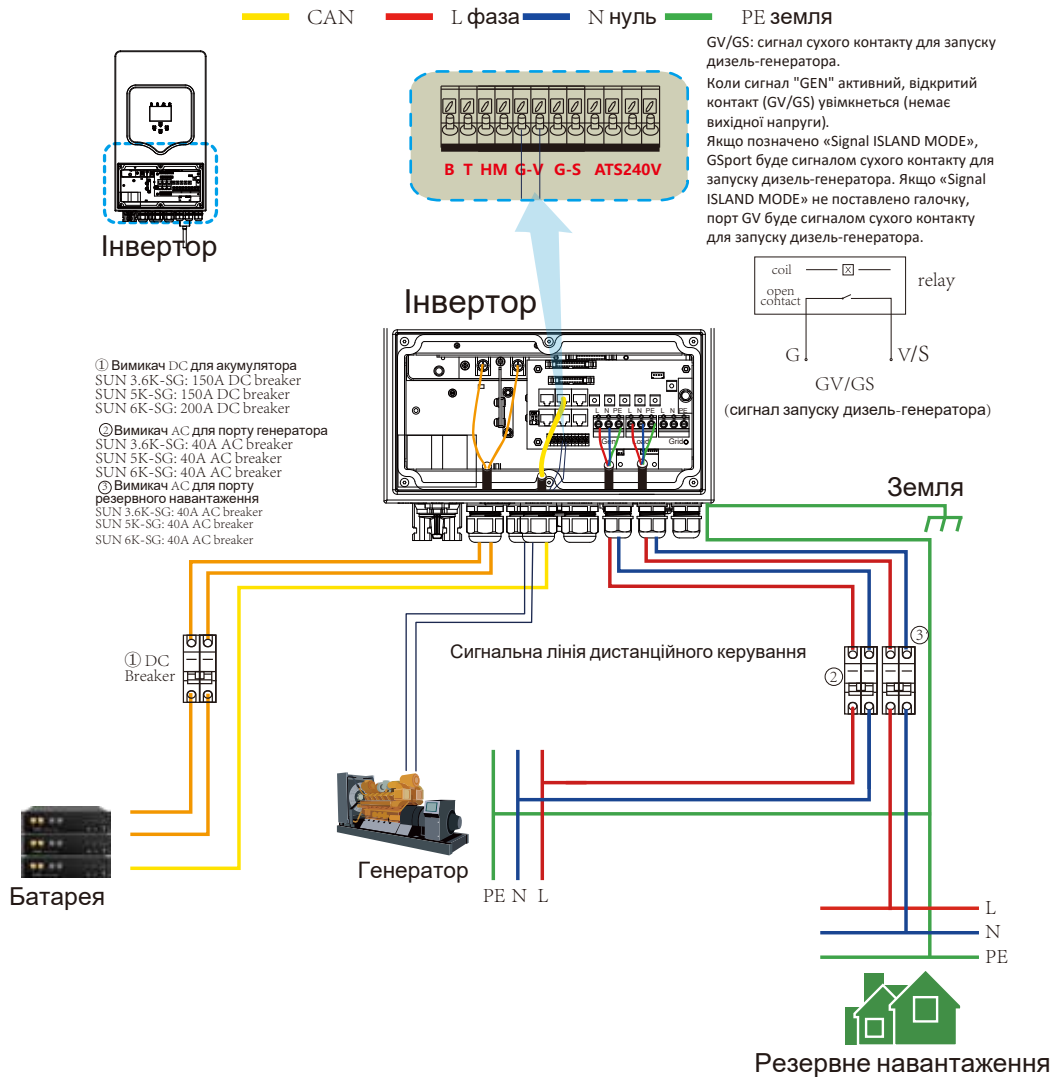 CAN L фаза N нуль PE земля
GV/GS: сигнал сухого контакту для запуску
дизель-генератора.
Коли сигнал "GEN" активний, відкритий
контакт (GV/GS) увімкнеться (немає
вихідної напруги).
Якщо позначено «Signal ISLAND MODE»,
GSport буде сигналом сухого контакту для
запуску дизель-генератора. Якщо «Signal
ISLAND MODE» не поставлено галочку,
порт GV буде сигналом сухого контакту
для запуску дизель-генератора.
B T HM G-V G-S ATS240V
Інвертор
coil
relay
open
contact
G
V/S
GV/GS
(сигнал запуску дизель-генератора)
Інвертор
① Вимикач DC для акумулятора
SUN 3.6K-SG: 150A DC breaker
SUN 5K-SG: 150A DC breaker
SUN 6K-SG: 200A DC breaker
②Вимикач AC для порту генератора
SUN 3.6K-SG: 40A AC breaker
SUN 5K-SG: 40A AC breaker
SUN 6K-SG: 40A AC breaker
③ Вимикач AC для порту
резервного навантаження
SUN 3.6K-SG: 40A AC breaker
SUN 5K-SG: 40A AC breaker
SUN 6K-SG: 40A AC breaker
L N PE L N PE L N PE
Gen Load Grid
Земля
① DC
Breaker
Сигнальна лінія дистанційного керування
②
③
Батарея
Генератор
PE N L
L
N
PE
Резервне навантаження